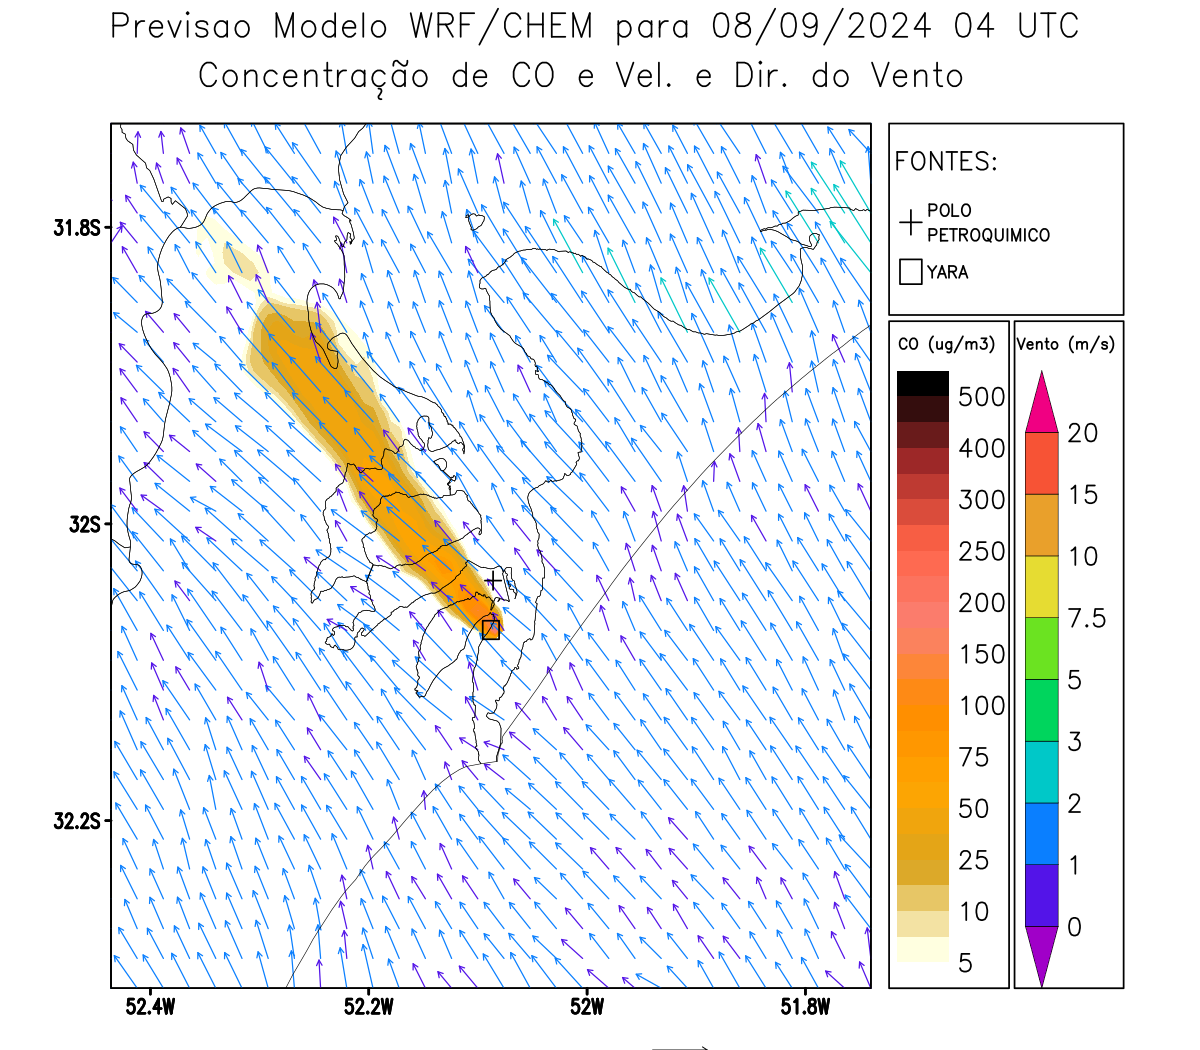 Previsao Modelo WRF/CHEM para 08/09/2024 04 UTC
Concentração de CO e Vel. e Dir. do Vento
FONTES:
POLO
PETROQUIMICO
YARA
CO (ug/m3)
500
400
300
250
200
150
100
75
50
25
10
5
Vento (m/s)
20
15
10
7.5
5
3
2
1
0
31.8S
32S
32.2S
52.4W
52.2W
52W
51.8W